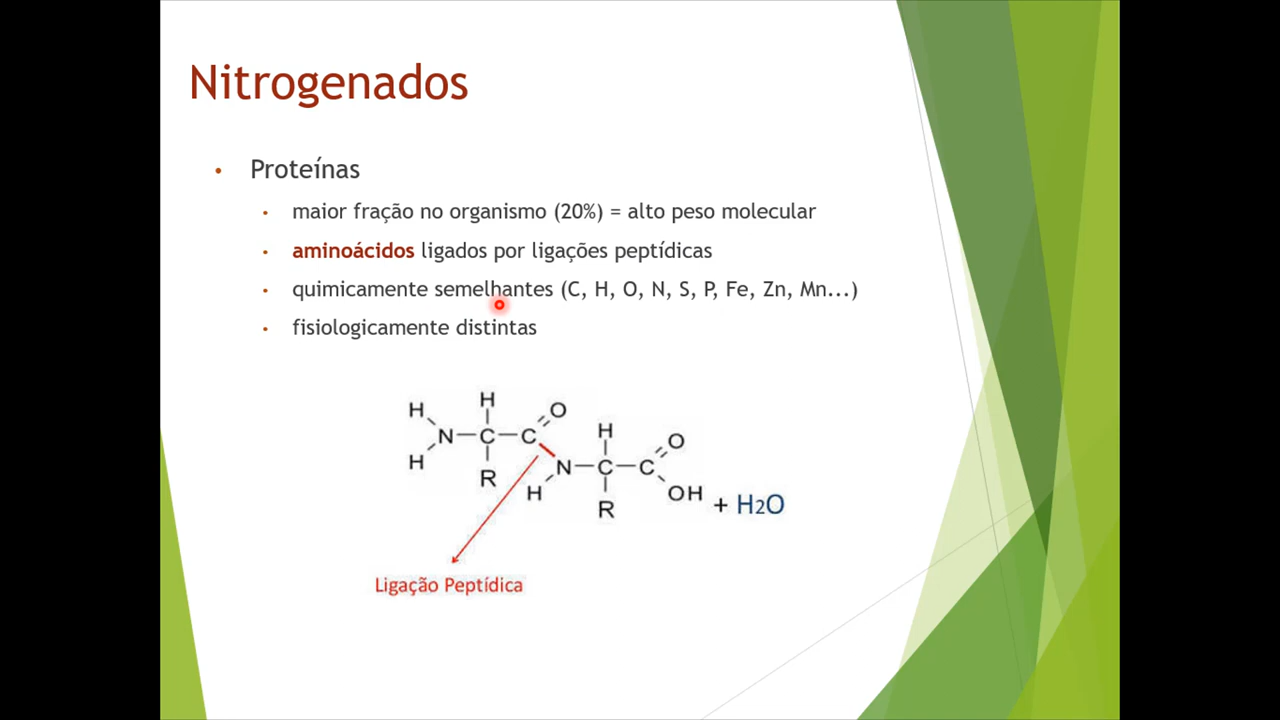 Nitrogenados
• Proteínas
• maior fração no organismo (20%) = alto peso molecular
• aminoácidos ligados por ligações peptídicas
• quimicamente semelhantes (C, H, O, N, S, P, Fe, Zn, Mn...)
• fisiologicamente distintas
H H O
N C C H O
H R H N C C
R OH + H2O
Ligação Peptídica